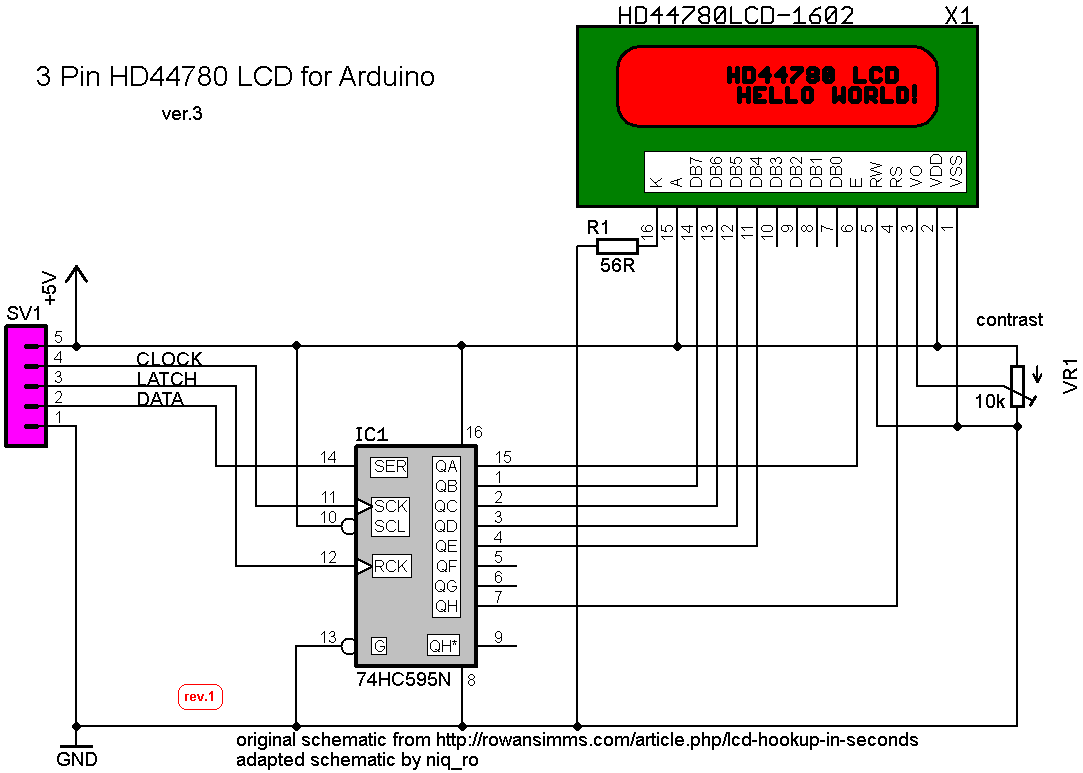 HD44780LCD-1602 X1
3 Pin HD44780 LCD for Arduino
ver.3
HD44780 LCD
HELLO WORLD!
K A DB7 DB6 DB5 DB4 DB3 DB2 DB1 DB0 E RW RS VO VDD VSS
16 15 14 13 12 11 10 9 8 7 6 5 4 3 2 1
R1
56R
+5V
SV1
contrast
VR1
10k
5
4 CLOCK
3 LATCH
2 DATA
1
IC1
16
14 SER QA 15
QB 1
11 SCK QC 2
10 SCL QD 3
QE 4
12 RCK QF 5
QG 6
QH 7
13 G QH* 9
74HC595N 8
rev.1
GND
original schematic from http://rowansimms.com/article.php/lcd-hookup-in-seconds
adapted schematic by niq_ro